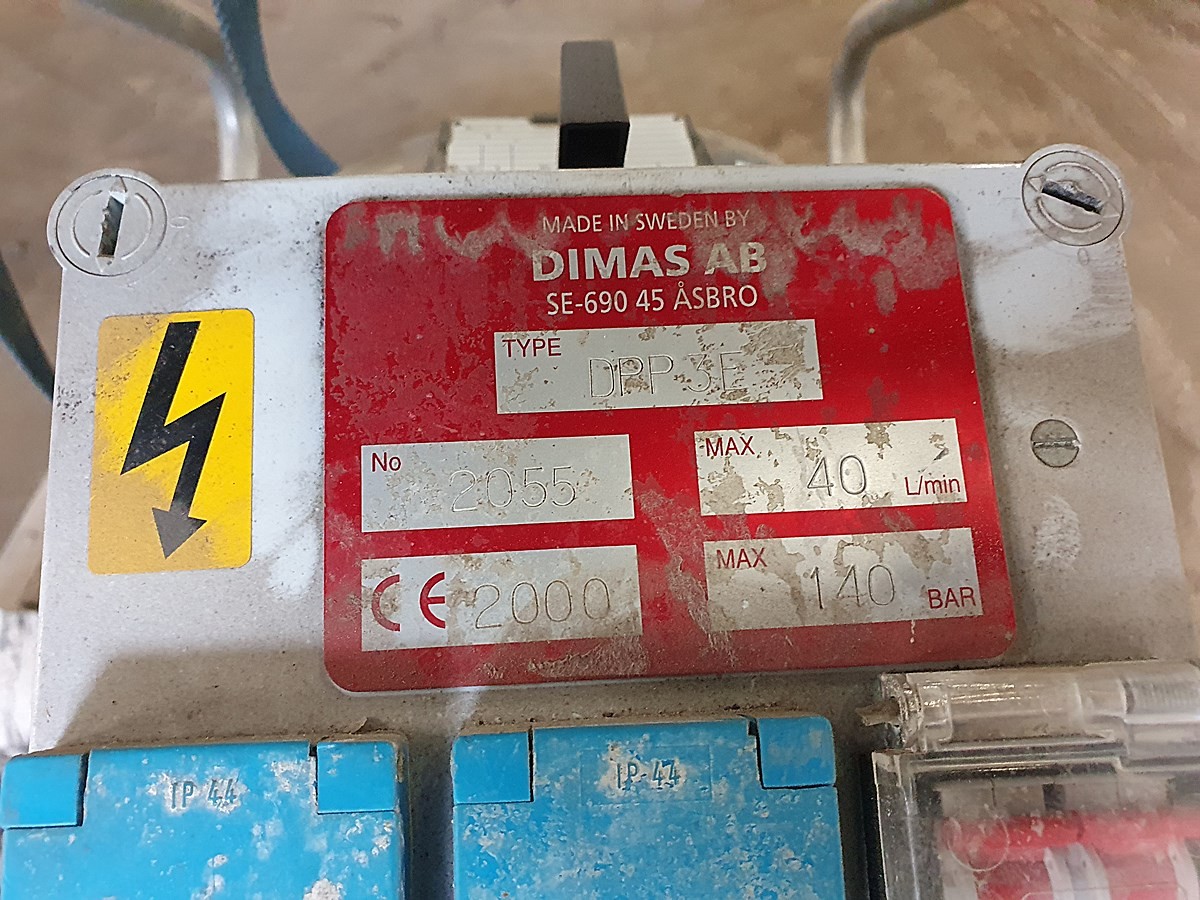 MADE IN SWEDEN BY
DIMAS AB
SE-690 45 ÅSBRO
TYPE DPP 3E
No 2055
MAX 40 L/min
CE 2000
MAX 140 BAR
IP 44
IP-44